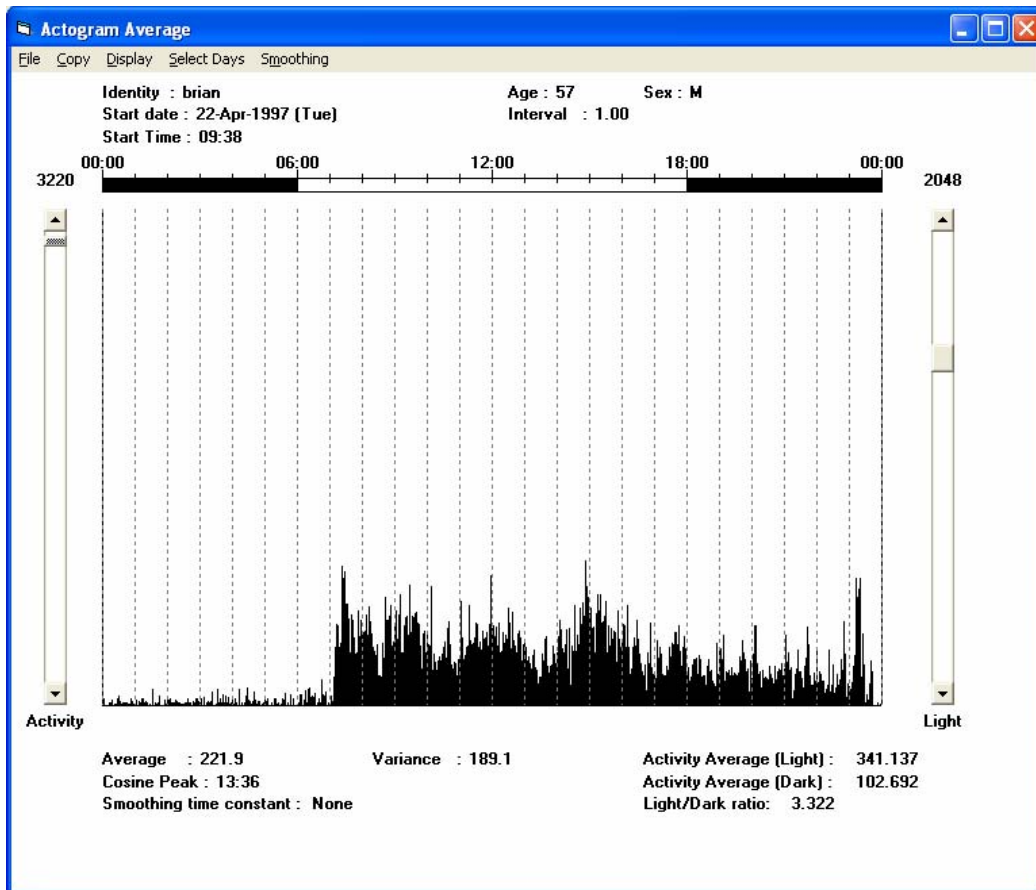 Actogram Average
File Copy Display Select Days Smoothing
Identity : brian Age : 57 Sex : M
Start date : 22-Apr-1997 (Tue) Interval : 1.00
Start Time : 09:38
00:00 06:00 12:00 18:00 00:00
3220 2048
Activity Light
Average : 221.9 Variance : 189.1 Activity Average (Light) : 341.137
Cosine Peak : 13:36 Activity Average (Dark) : 102.692
Smoothing time constant : None Light/Dark ratio: 3.322